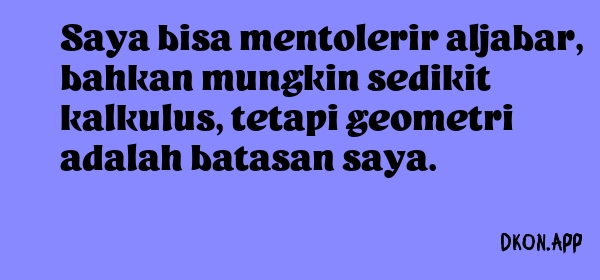 Saya bisa mentolerir aljabar,
bahkan mungkin sedikit
kalkulus, tetapi geometri
adalah batasan saya.
DKON.APP